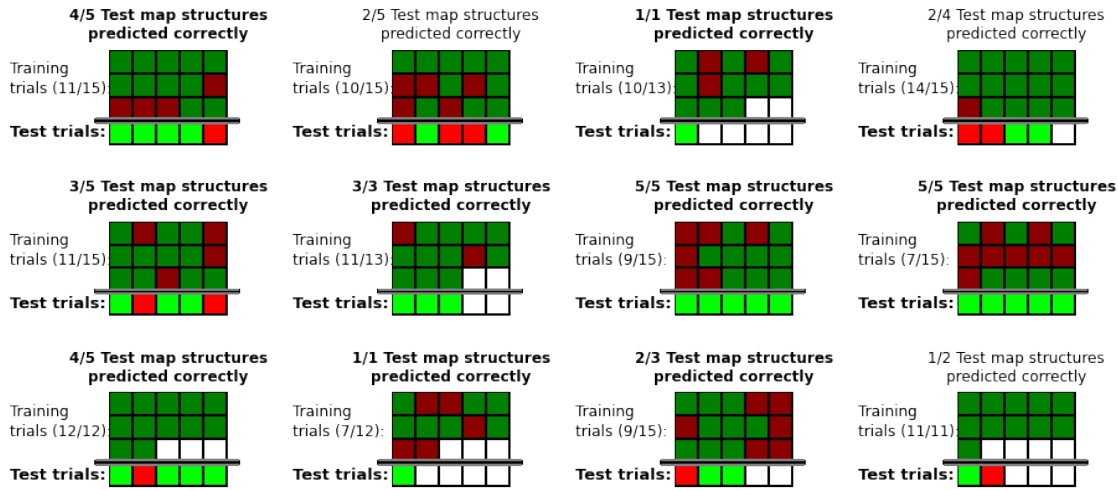 4/5 Test map structures
predicted correctly
Training
trials (11/15):
Test trials:
2/5 Test map structures
predicted correctly
Training
trials (10/15):
Test trials:
1/1 Test map structures
predicted correctly
Training
trials (10/13):
Test trials:
2/4 Test map structures
predicted correctly
Training
trials (14/15):
Test trials:
3/5 Test map structures
predicted correctly
Training
trials (11/15):
Test trials:
3/3 Test map structures
predicted correctly
Training
trials (11/13):
Test trials:
5/5 Test map structures
predicted correctly
Training
trials (9/15):
Test trials:
5/5 Test map structures
predicted correctly
Training
trials (7/15):
Test trials:
4/5 Test map structures
predicted correctly
Training
trials (12/12):
Test trials:
1/1 Test map structures
predicted correctly
Training
trials (7/12):
Test trials:
2/3 Test map structures
predicted correctly
Training
trials (9/15):
Test trials:
1/2 Test map structures
predicted correctly
Training
trials (11/11):
Test trials: